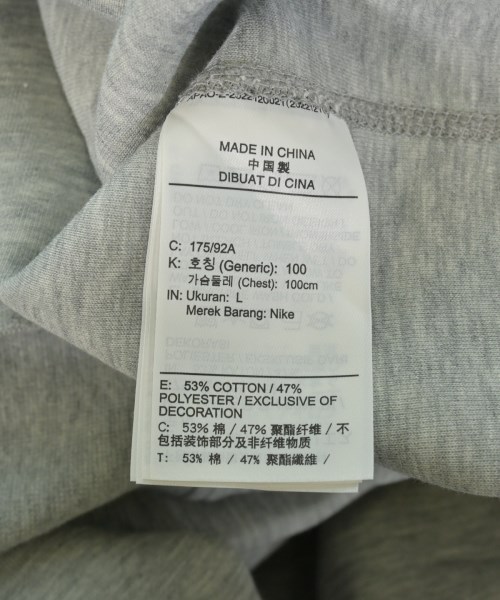 MADE IN CHINA
中国製
DIBUAT DI CINA
C: 175/92A
K: 호칭 (Generic): 100
가슴둘레 (Chest): 100cm
IN: Ukuran: L
Merek Barang: Nike
E: 53% COTTON / 47%
POLYESTER / EXCLUSIVE OF
DECORATION
C: 53% 棉 / 47% 聚酯纤维 / 不
包括装饰部分及非纤维物质
T: 53% 棉 / 47% 聚酯纖維 /